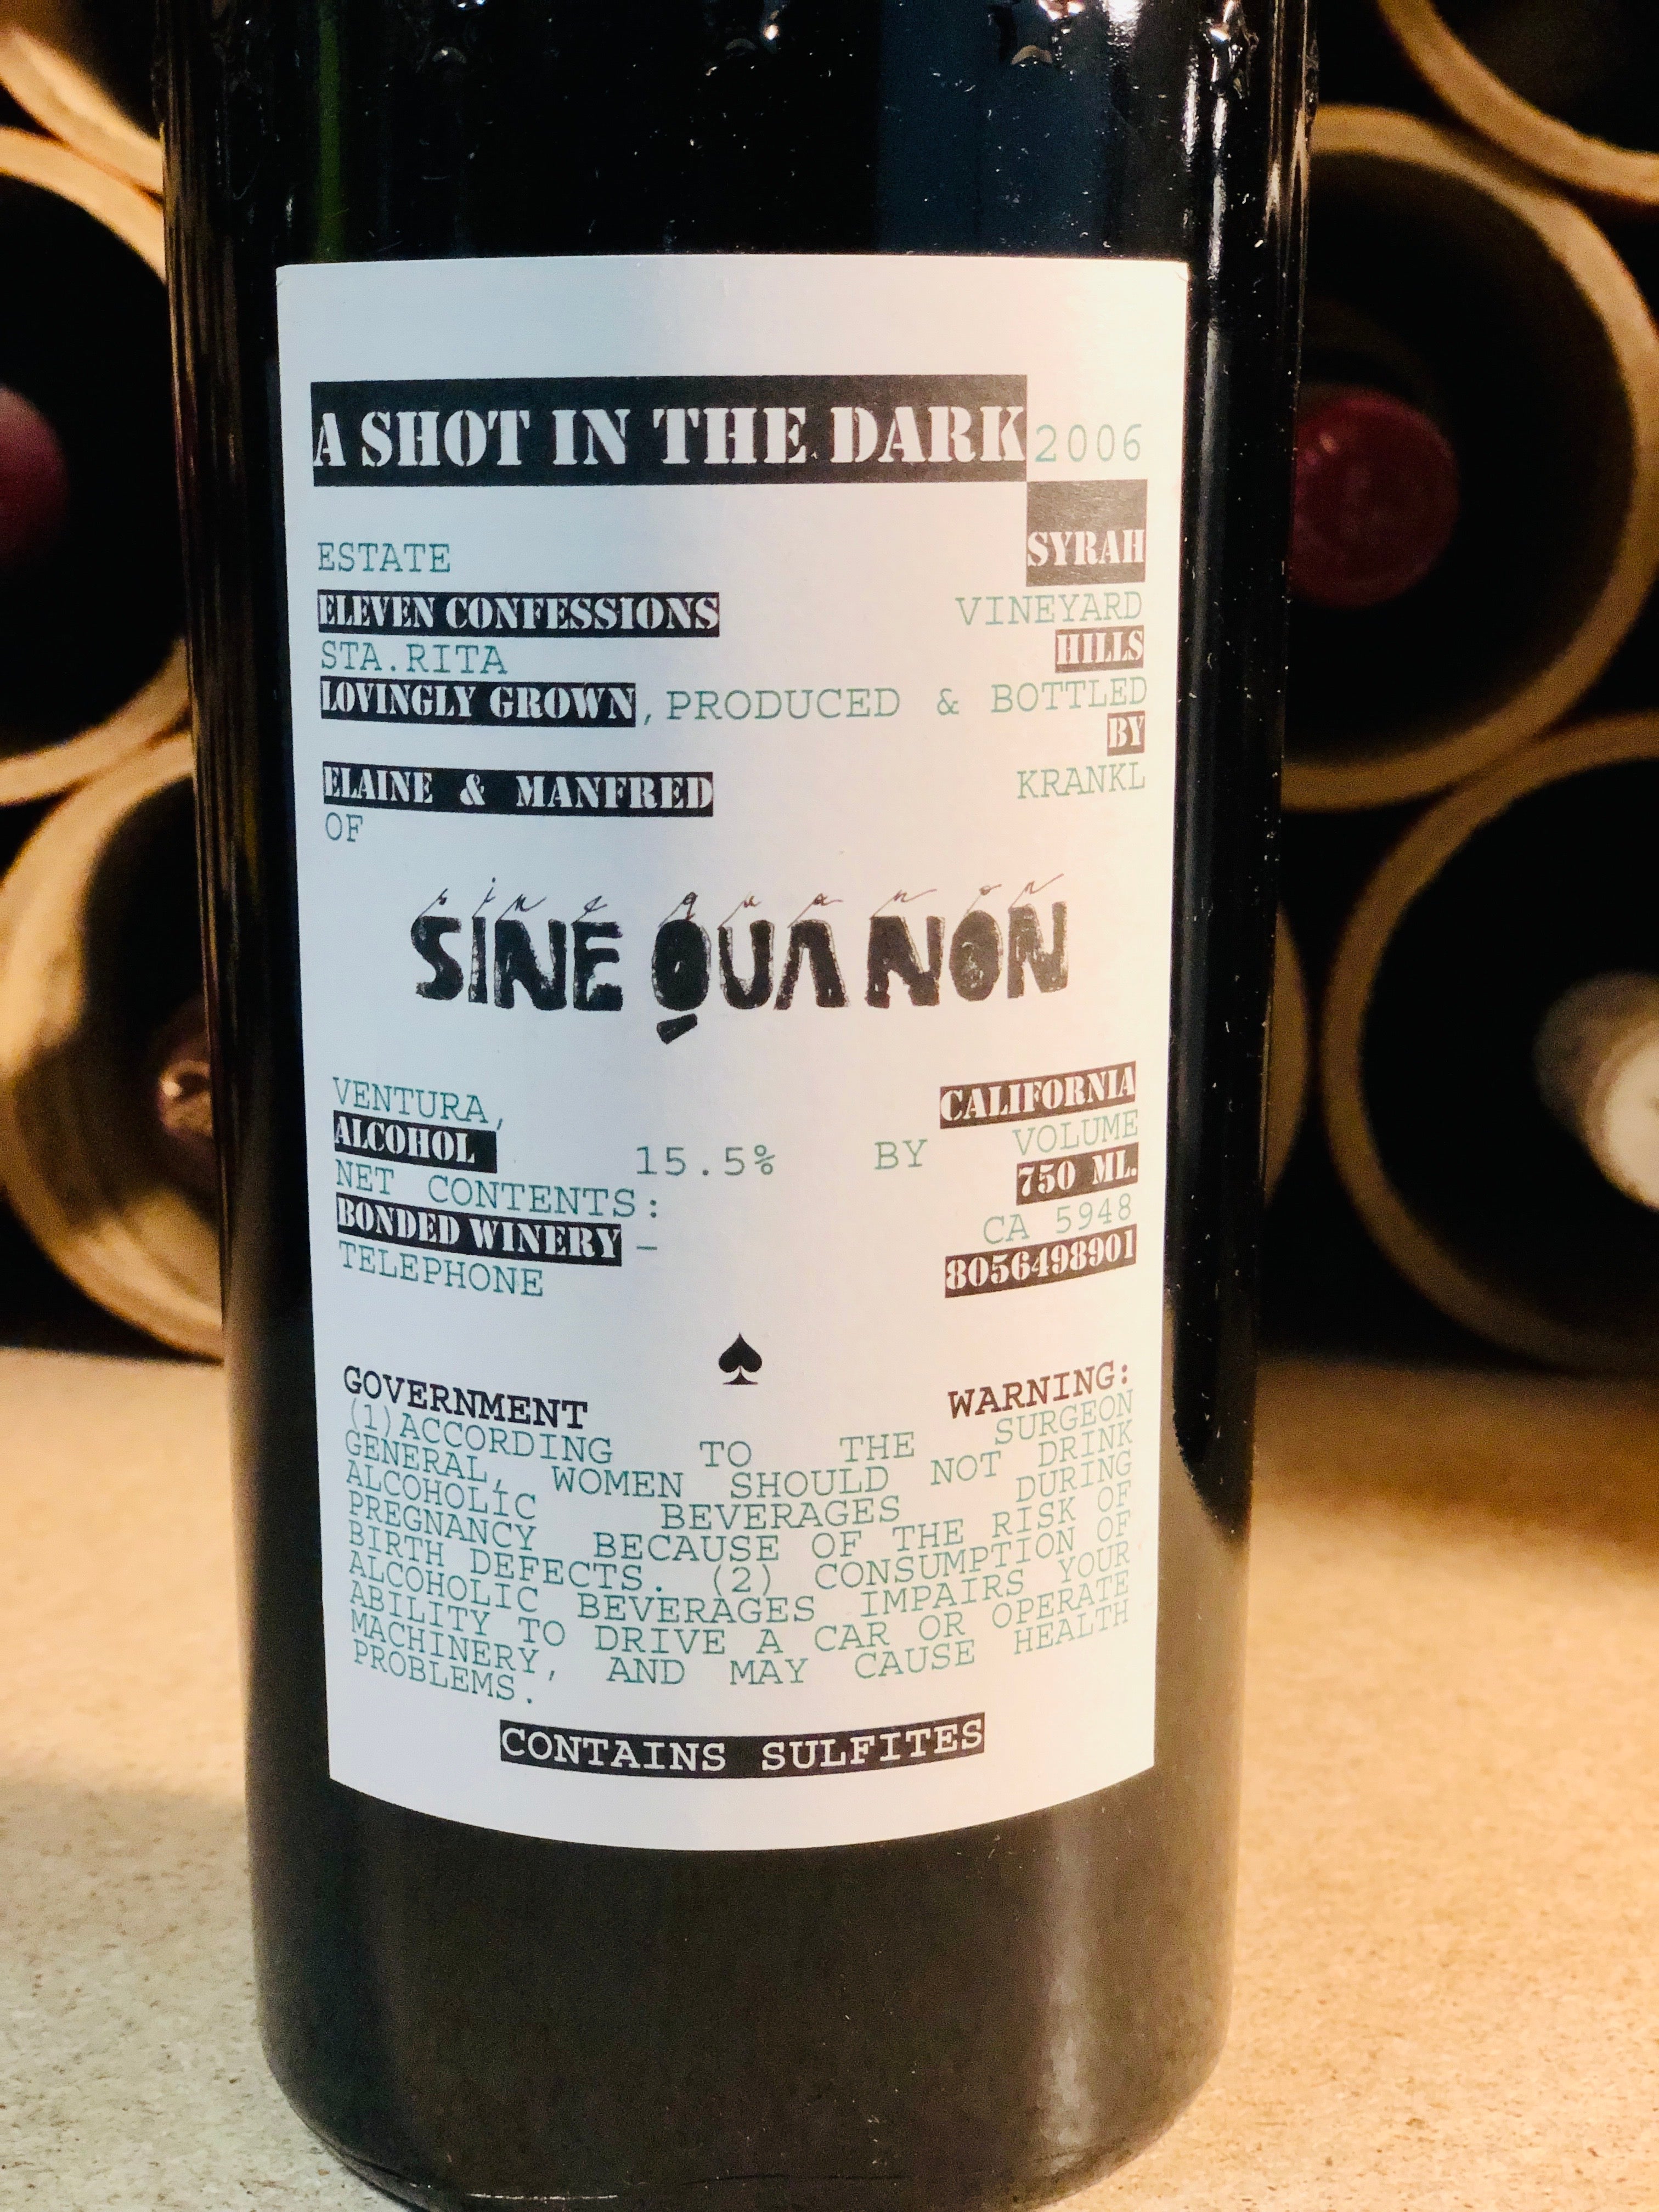 A SHOT IN THE DARK 2006
SYRAH
ESTATE
ELEVEN CONFESSIONS VINEYARD
STA.RITA HILLS
LOVINGLY GROWN, PRODUCED & BOTTLED
BY
ELAINE & MANFRED KRANKL
OF
sine qua non
SINE QUA NON
VENTURA, CALIFORNIA
ALCOHOL 15.5% BY VOLUME
NET CONTENTS: 750 ML.
BONDED WINERY – CA 5948
TELEPHONE 8056498901
GOVERNMENT WARNING:
(1)ACCORDING TO THE SURGEON
GENERAL, WOMEN SHOULD NOT DRINK
ALCOHOLIC BEVERAGES DURING
PREGNANCY BECAUSE OF THE RISK OF
BIRTH DEFECTS. (2) CONSUMPTION OF
ALCOHOLIC BEVERAGES IMPAIRS YOUR
ABILITY TO DRIVE A CAR OR OPERATE
MACHINERY, AND MAY CAUSE HEALTH
PROBLEMS.
CONTAINS SULFITES